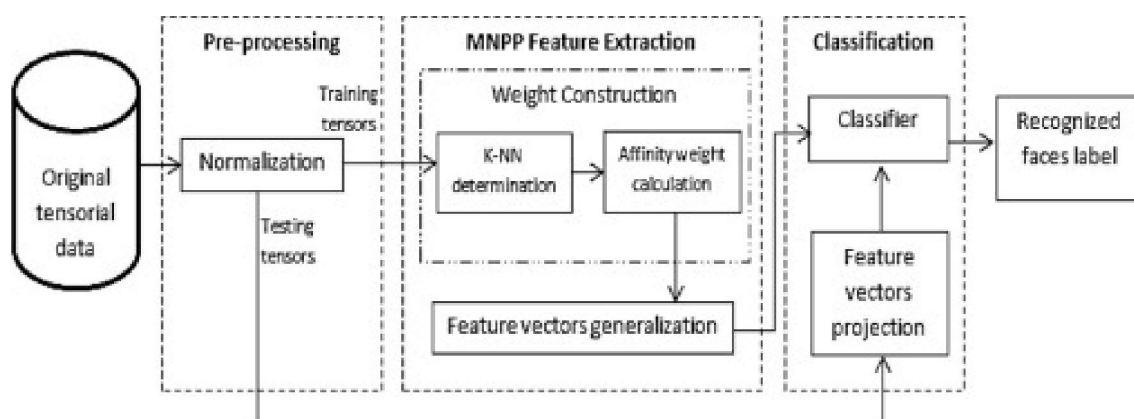 Pre-processing
MNPP Feature Extraction
Classification
Original
tensorial
data
Normalization
Training
tensors
Testing
tensors
Weight Construction
K-NN
determination
Affinity weight
calculation
Feature vectors generalization
Classifier
Feature
vectors
projection
Recognized
faces label